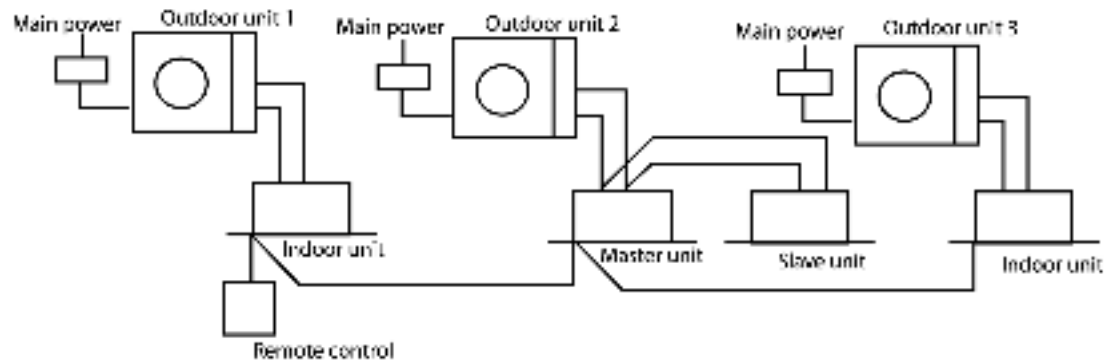 Main power
Outdoor unit 1
Main power
Outdoor unit 2
Main power
Outdoor unit 3
Indoor unit
Master unit
Slave unit
Indoor unit
Remote control